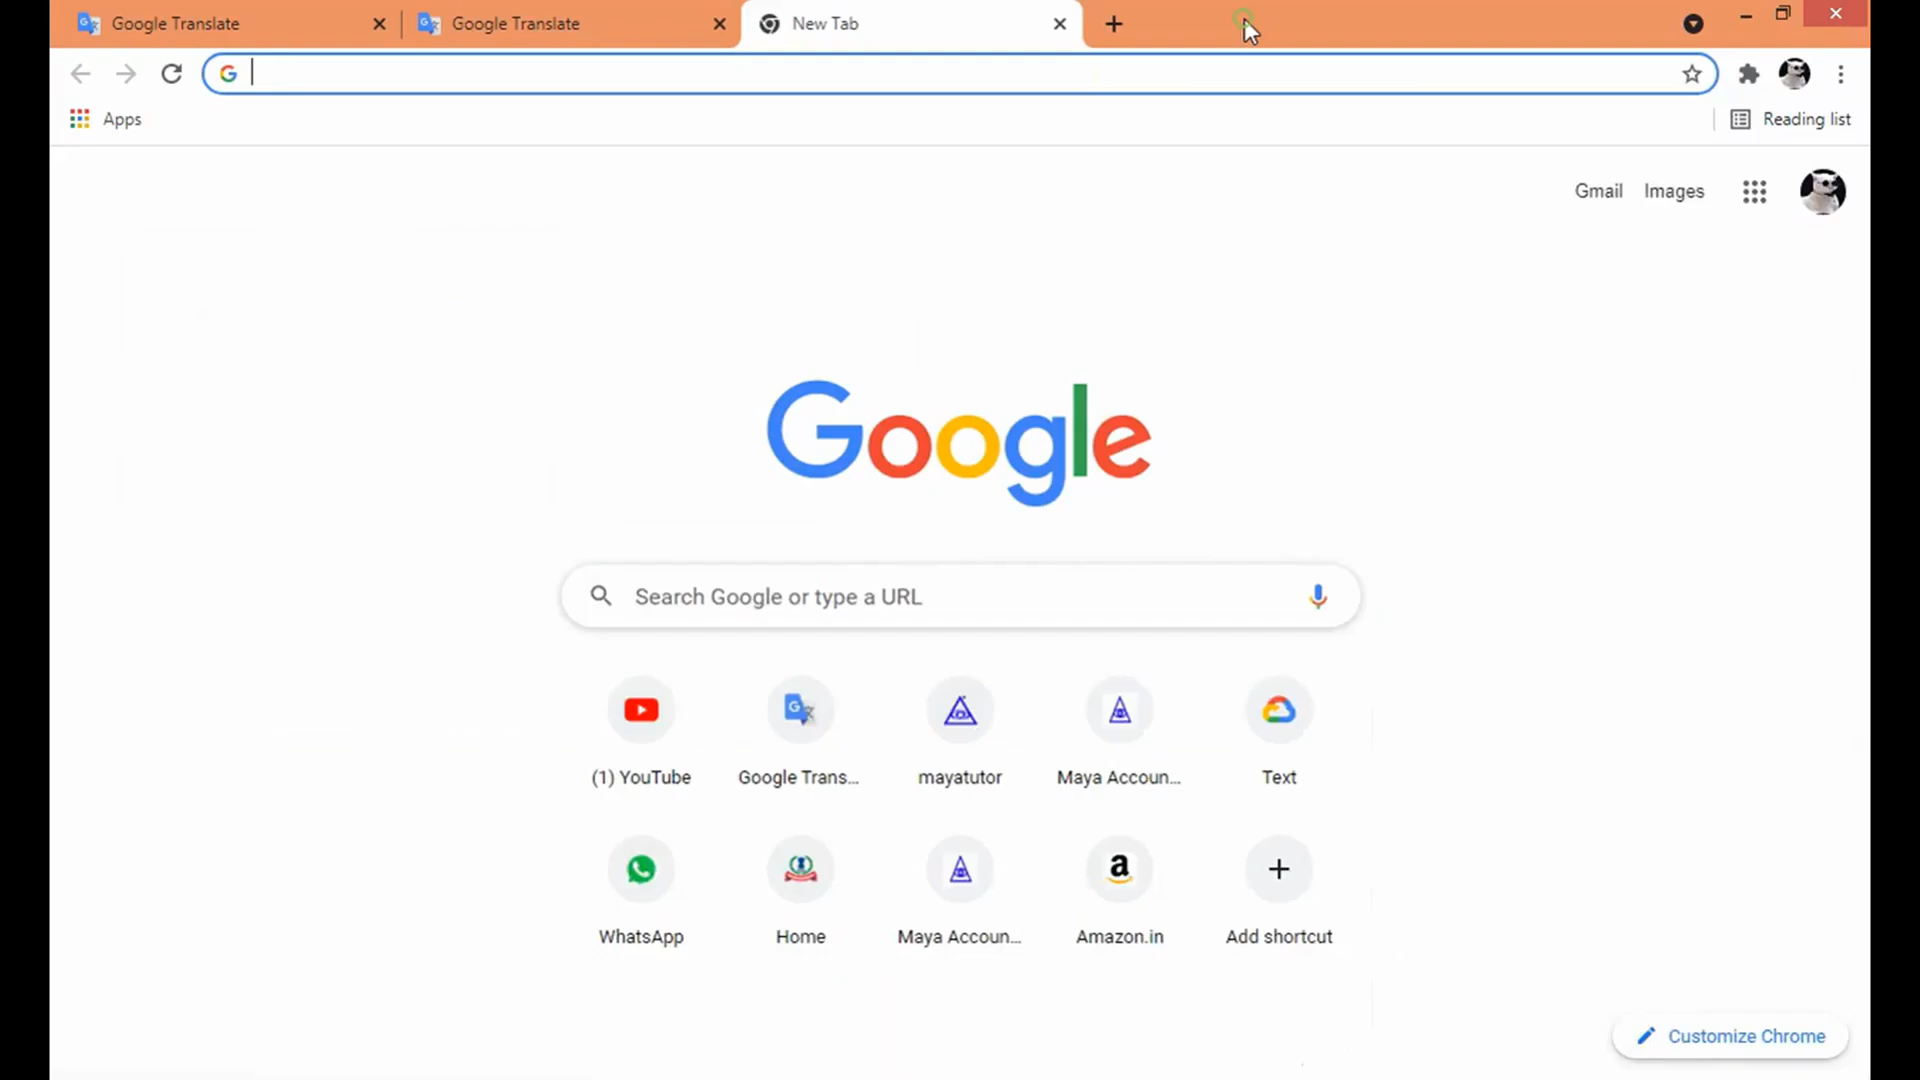 Google Translate
Google Translate
New Tab
Apps
Reading list
Gmail
Images
Google
Search Google or type a URL
(1) YouTube
Google Trans...
mayatutor
Maya Accoun...
Text
WhatsApp
Home
Maya Accoun...
Amazon.in
Add shortcut
Customize Chrome